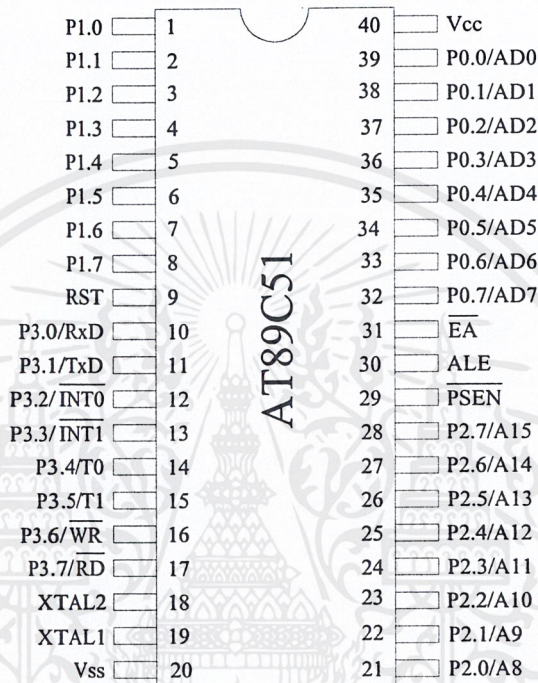 P1.0 1 40 Vcc
P1.1 2 39 P0.0/AD0
P1.2 3 38 P0.1/AD1
P1.3 4 37 P0.2/AD2
P1.4 5 36 P0.3/AD3
P1.5 6 35 P0.4/AD4
P1.6 7 34 P0.5/AD5
P1.7 8 33 P0.6/AD6
RST 9 32 P0.7/AD7
P3.0/RxD 10 31 E̅A̅
P3.1/TxD 11 30 ALE
P3.2/I̅N̅T̅0̅ 12 29 P̅S̅E̅N̅
P3.3/I̅N̅T̅1̅ 13 28 P2.7/A15
P3.4/T0 14 27 P2.6/A14
P3.5/T1 15 26 P2.5/A13
P3.6/W̅R̅ 16 25 P2.4/A12
P3.7/R̅D̅ 17 24 P2.3/A11
XTAL2 18 23 P2.2/A10
XTAL1 19 22 P2.1/A9
Vss 20 21 P2.0/A8
AT89C51